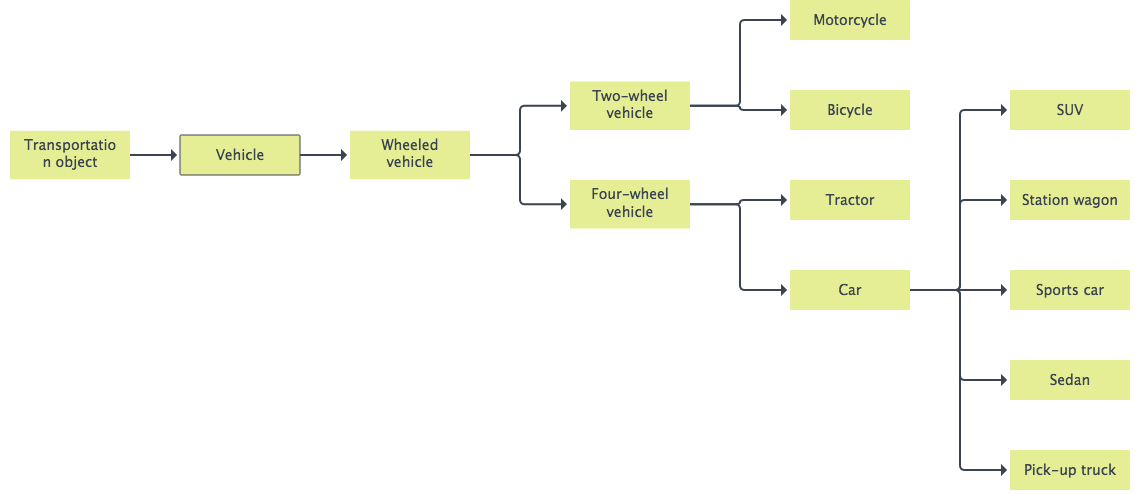 Transportatio
n object
Vehicle
Wheeled
vehicle
Two-wheel
vehicle
Four-wheel
vehicle
Motorcycle
Bicycle
Tractor
Car
SUV
Station wagon
Sports car
Sedan
Pick-up truck